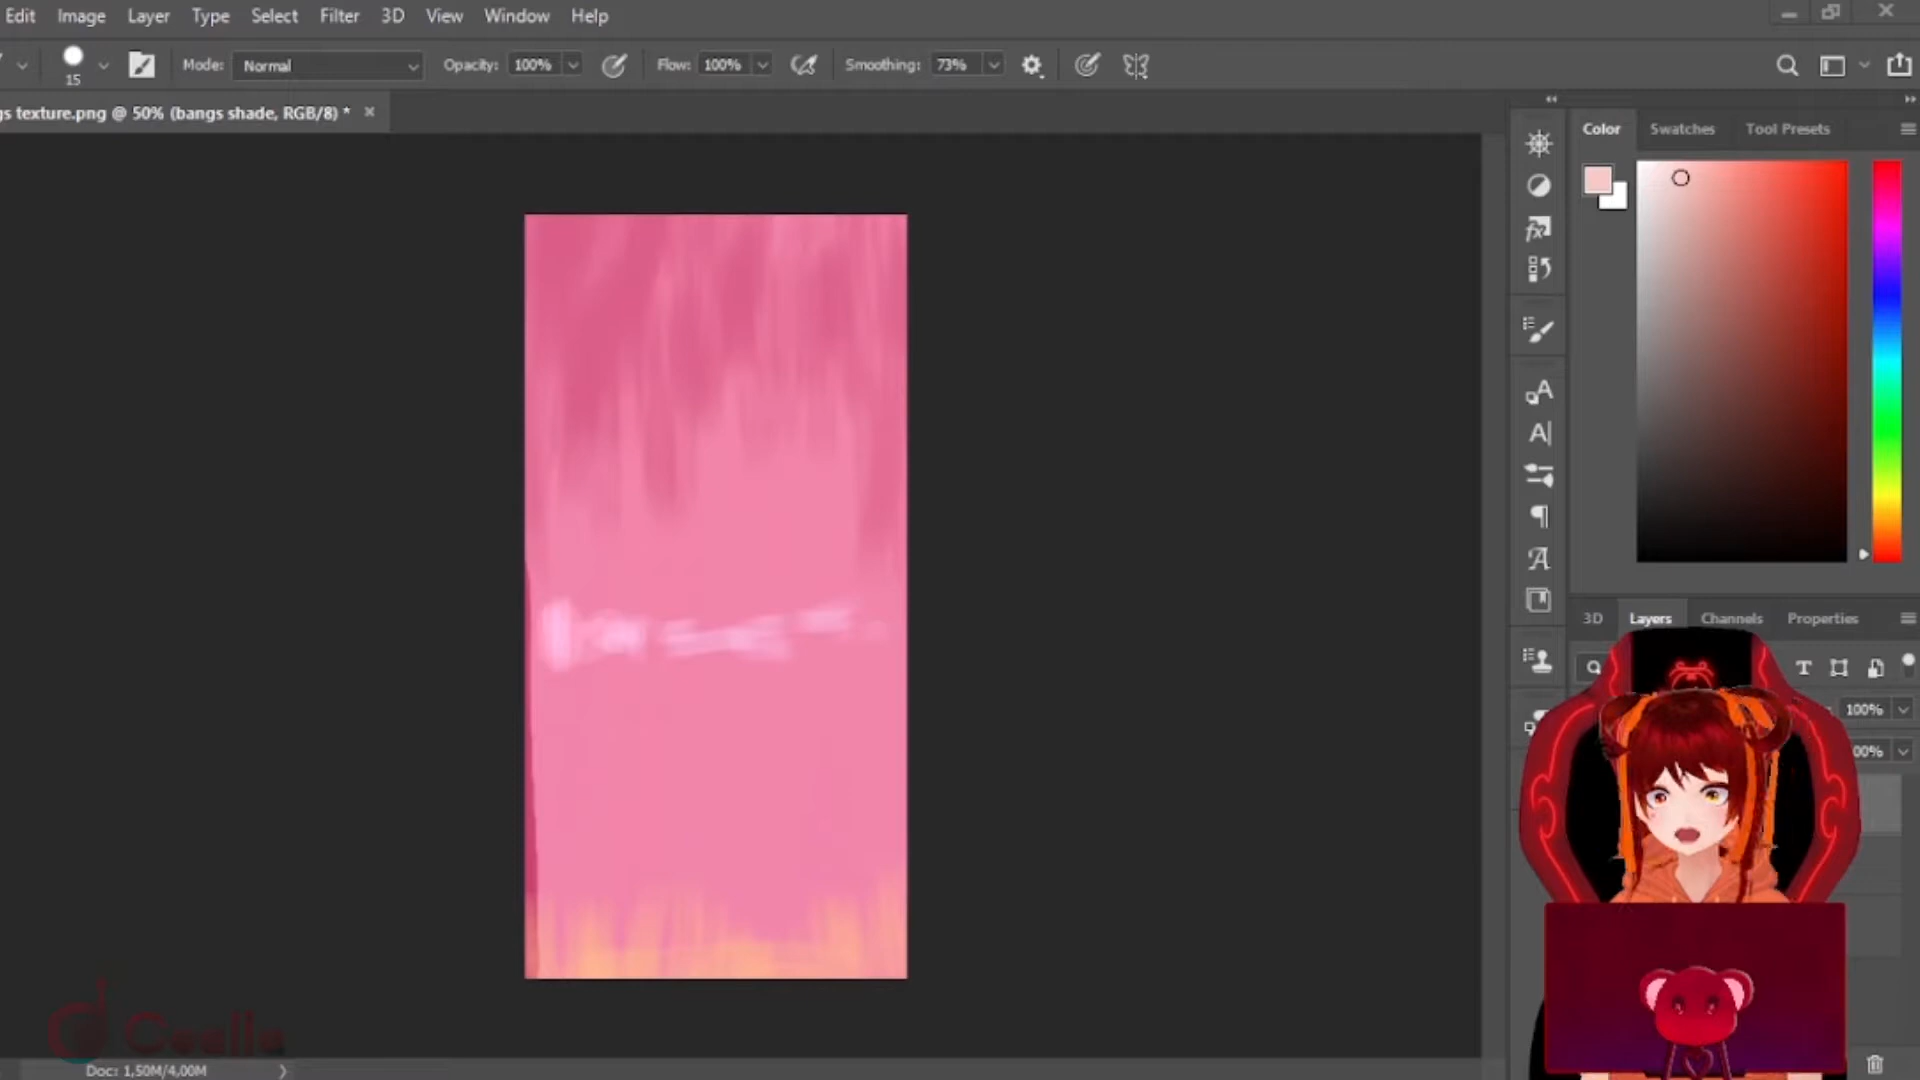 Edit Image Layer Type Select Filter 3D View Window Help
15 Mode: Normal Opacity: 100% Flow: 100% Smoothing: 73%
gs texture.png @ 50% (bangs shade, RGB/8) *
Color Swatches Tool Presets
3D Layers Channels Properties
100%
00%
Doc: 1,50M/4,00M